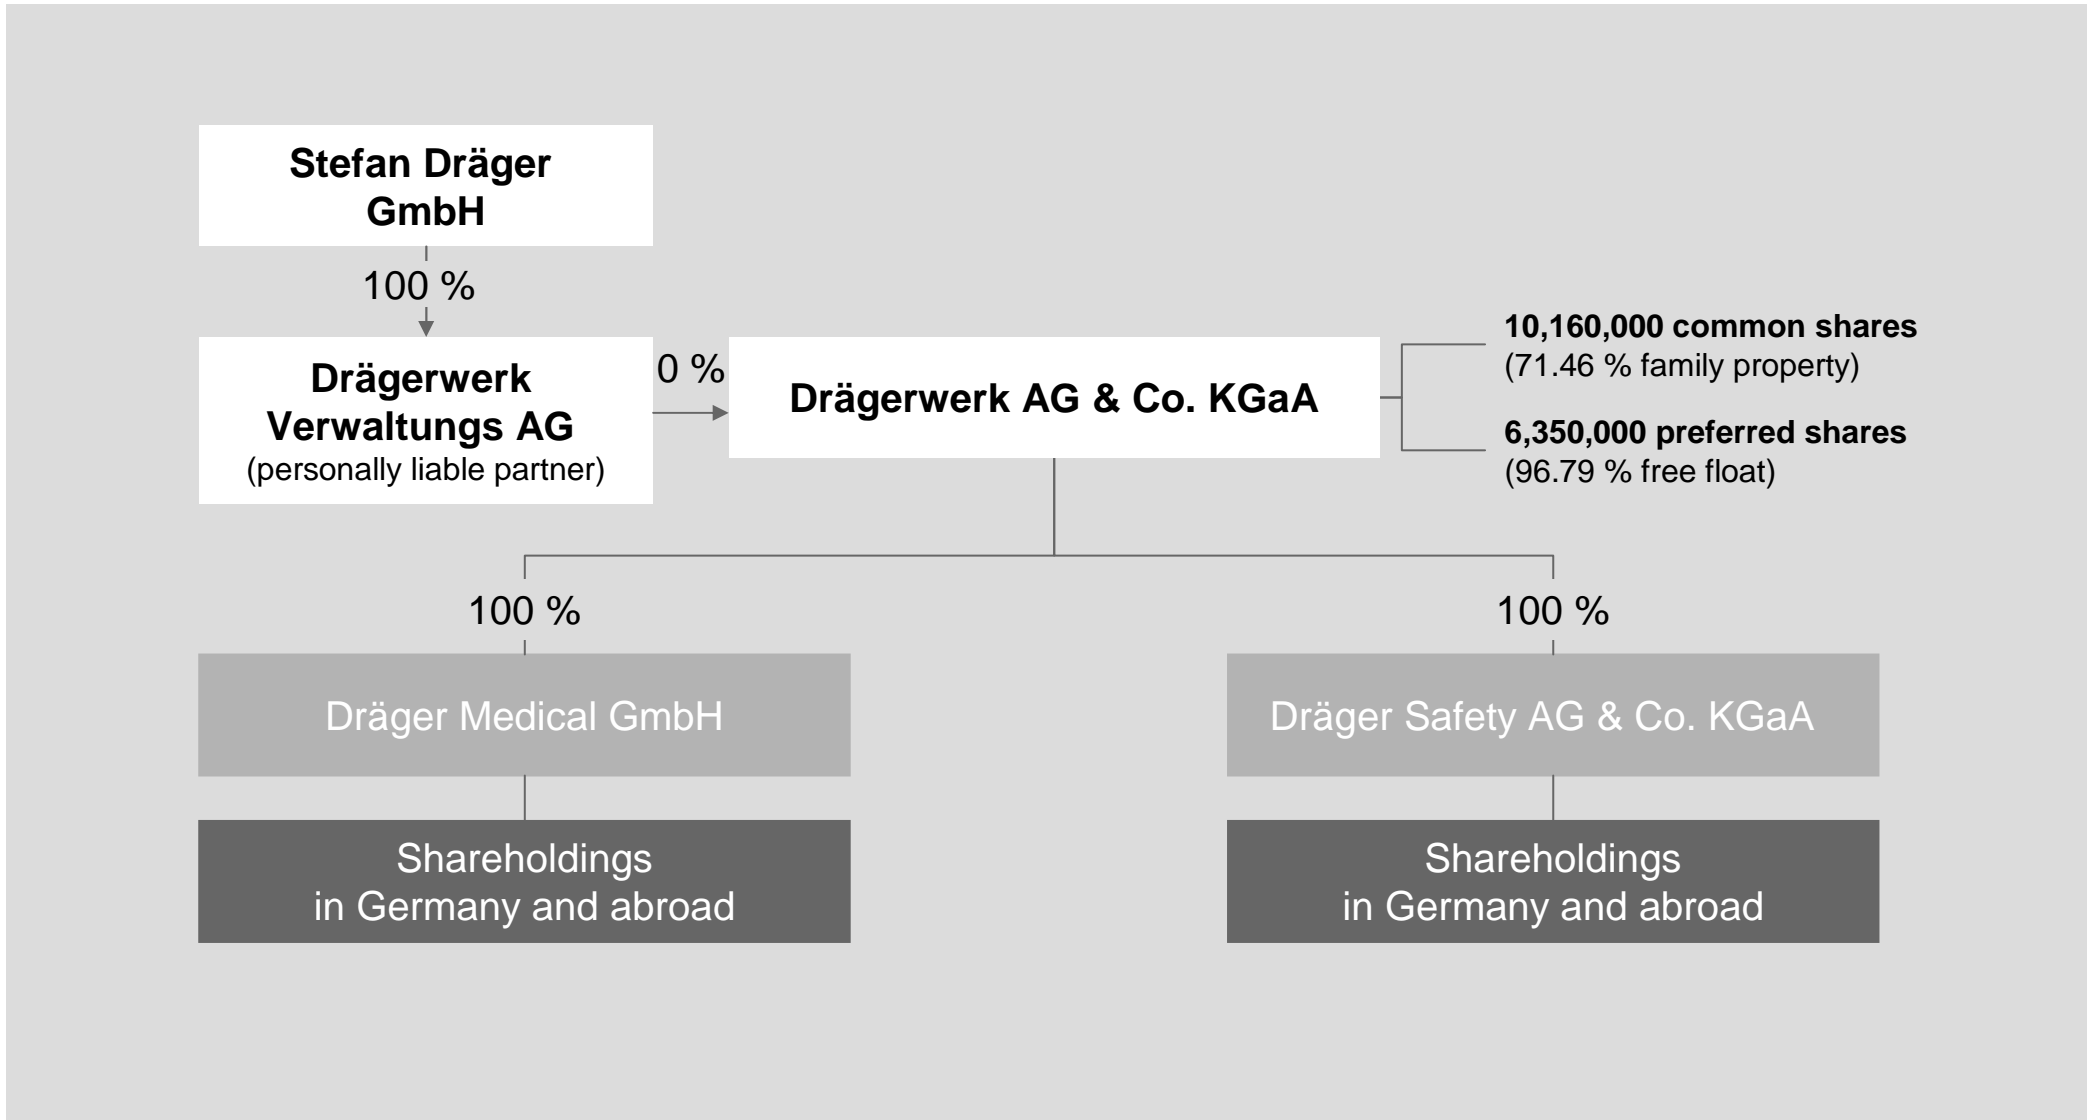 Stefan Dräger
GmbH
100 %
Drägerwerk
Verwaltungs AG
(personally liable partner)
0 %
Drägerwerk AG & Co. KGaA
10,160,000 common shares
(71.46 % family property)
6,350,000 preferred shares
(96.79 % free float)
100 %
100 %
Dräger Medical GmbH
Dräger Safety AG & Co. KGaA
Shareholdings
in Germany and abroad
Shareholdings
in Germany and abroad